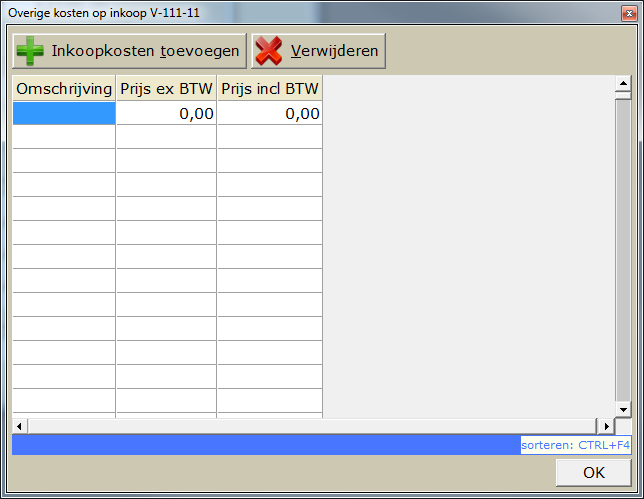 Overige kosten op inkoop V-111-11
Inkoopkosten toevoegen Verwijderen
Omschrijving Prijs ex BTW Prijs incl BTW
0,00 0,00
sorteren: CTRL+F4
OK